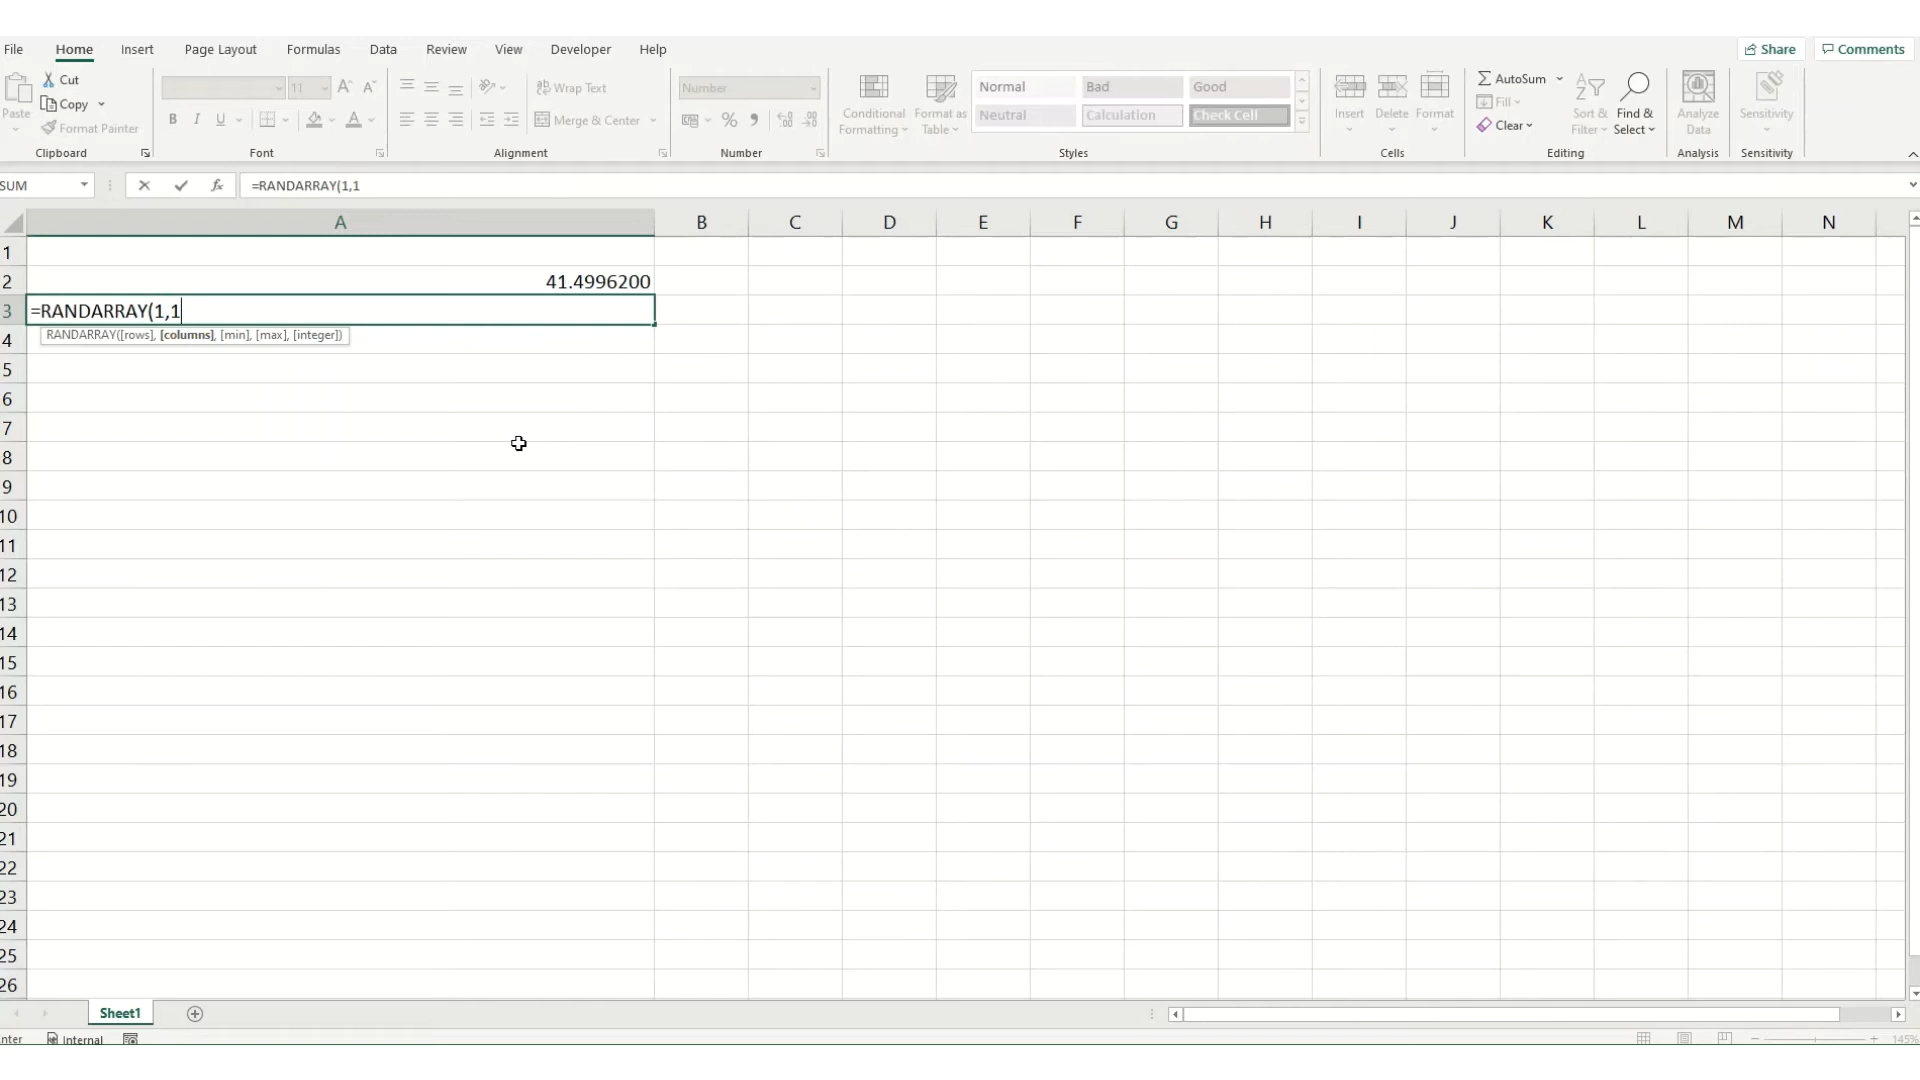 File Home Insert Page Layout Formulas Data Review View Developer Help Share Comments
Cut
Copy
Format Painter
Paste
Clipboard
11
A A
B I U A
Font
Wrap Text
Merge & Center
Alignment
Number
%
Number
Conditional Formatting
Format as Table
Normal Bad Good
Neutral Calculation Check Cell
Styles
Insert Delete Format
Cells
AutoSum
Fill
Clear
Sort & Filter
Find & Select
Editing
Analyze Data
Analysis
Sensitivity
Sensitivity
SUM fx =RANDARRAY(1,1
A B C D E F G H I J K L M N
1
2 41.4996200
3 =RANDARRAY(1,1
RANDARRAY([rows], [columns], [min], [max], [integer])
4
5
6
7
8
9
10
11
12
13
14
15
16
17
18
19
20
21
22
23
24
25
26
Sheet1
nter Internal 145%